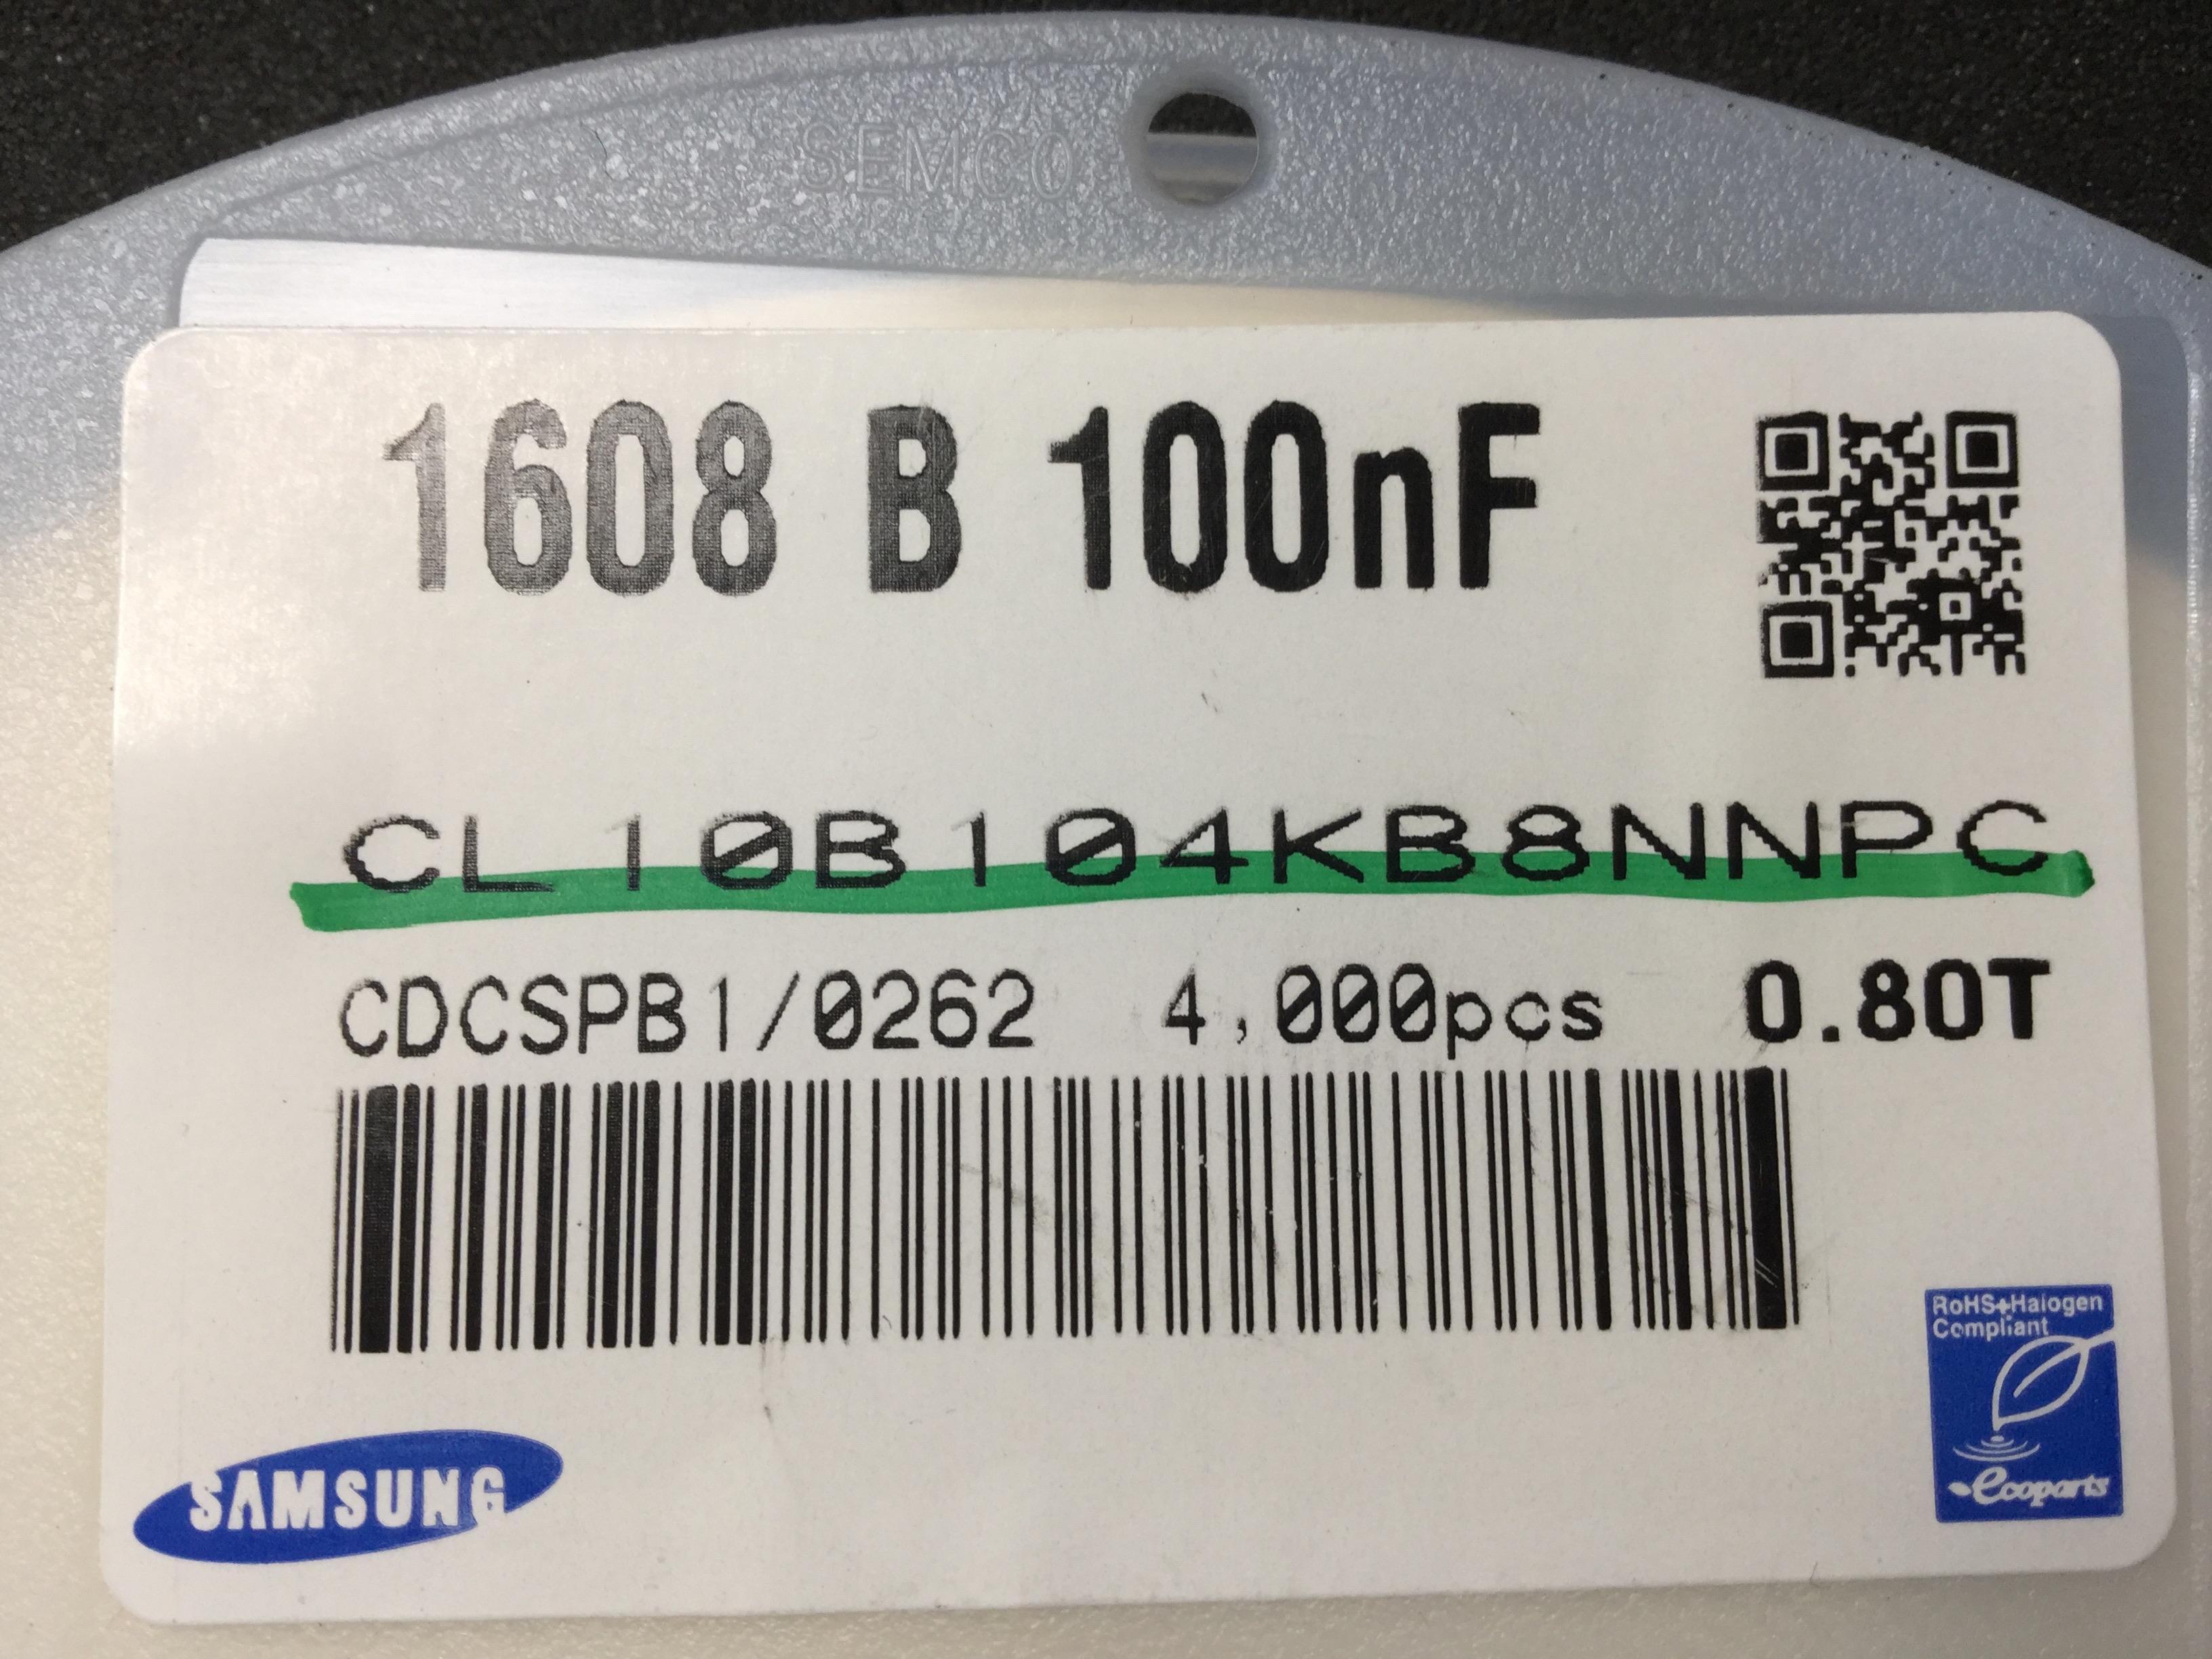 SEMCO
1608 B 100nF
CL10B104KB8NNPC
CDCSPB1/0262 4,000pcs 0.80T
RoHS+Halogen
Compliant
ecoparts
SAMSUNG